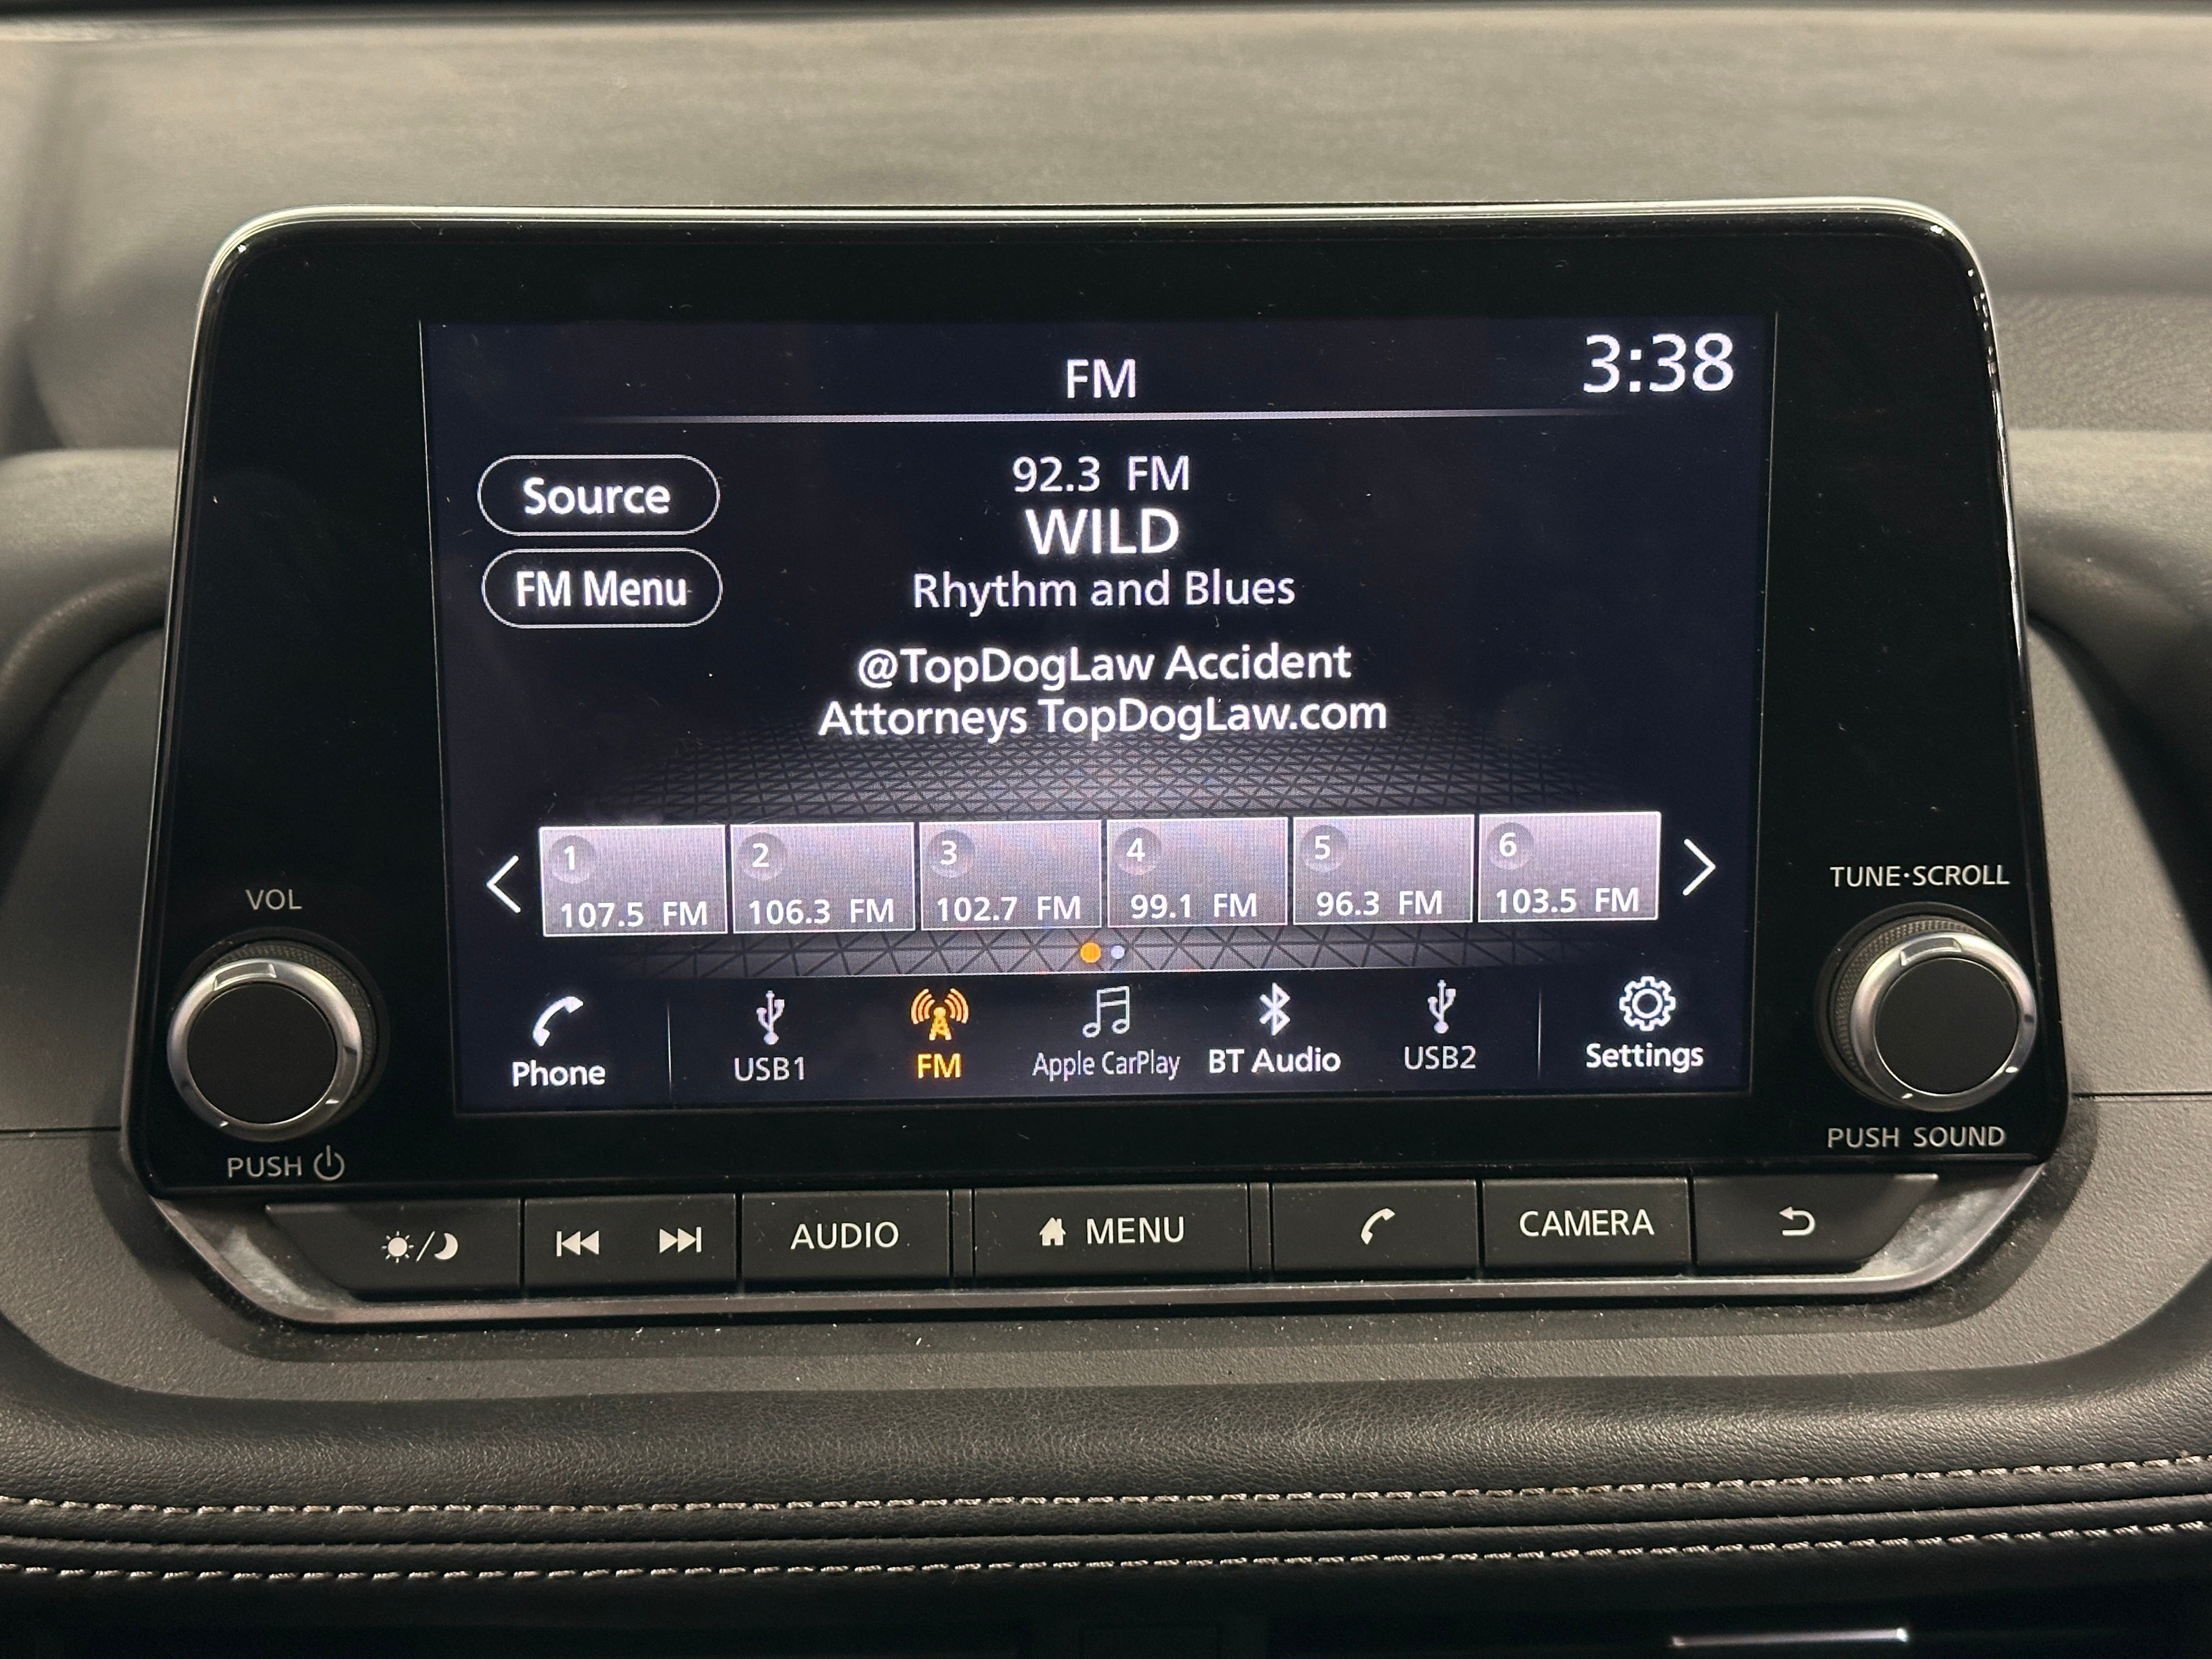 FM
3:38
Source
FM Menu
92.3 FM
WILD
Rhythm and Blues
@TopDogLaw Accident
Attorneys TopDogLaw.com
1
107.5 FM
2
106.3 FM
3
102.7 FM
4
99.1 FM
5
96.3 FM
6
103.5 FM
Phone
USB1
FM
Apple CarPlay
BT Audio
USB2
Settings
VOL
PUSH
TUNE·SCROLL
PUSH SOUND
AUDIO
MENU
CAMERA